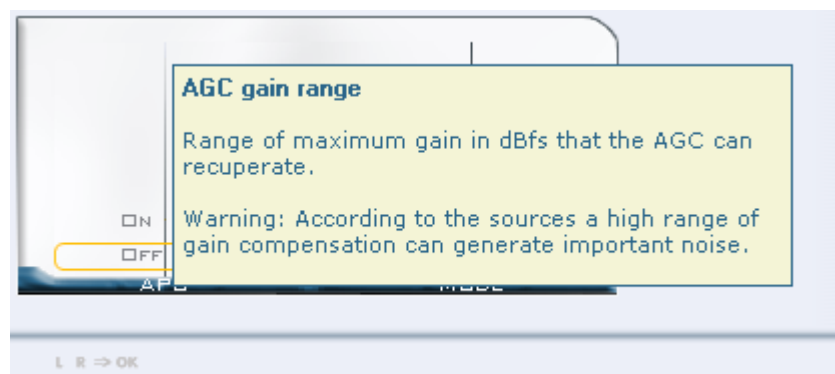 AGC gain range
Range of maximum gain in dBfs that the AGC can
recuperate.
Warning: According to the sources a high range of
gain compensation can generate important noise.
ON
OFF
L R ⇒ OK